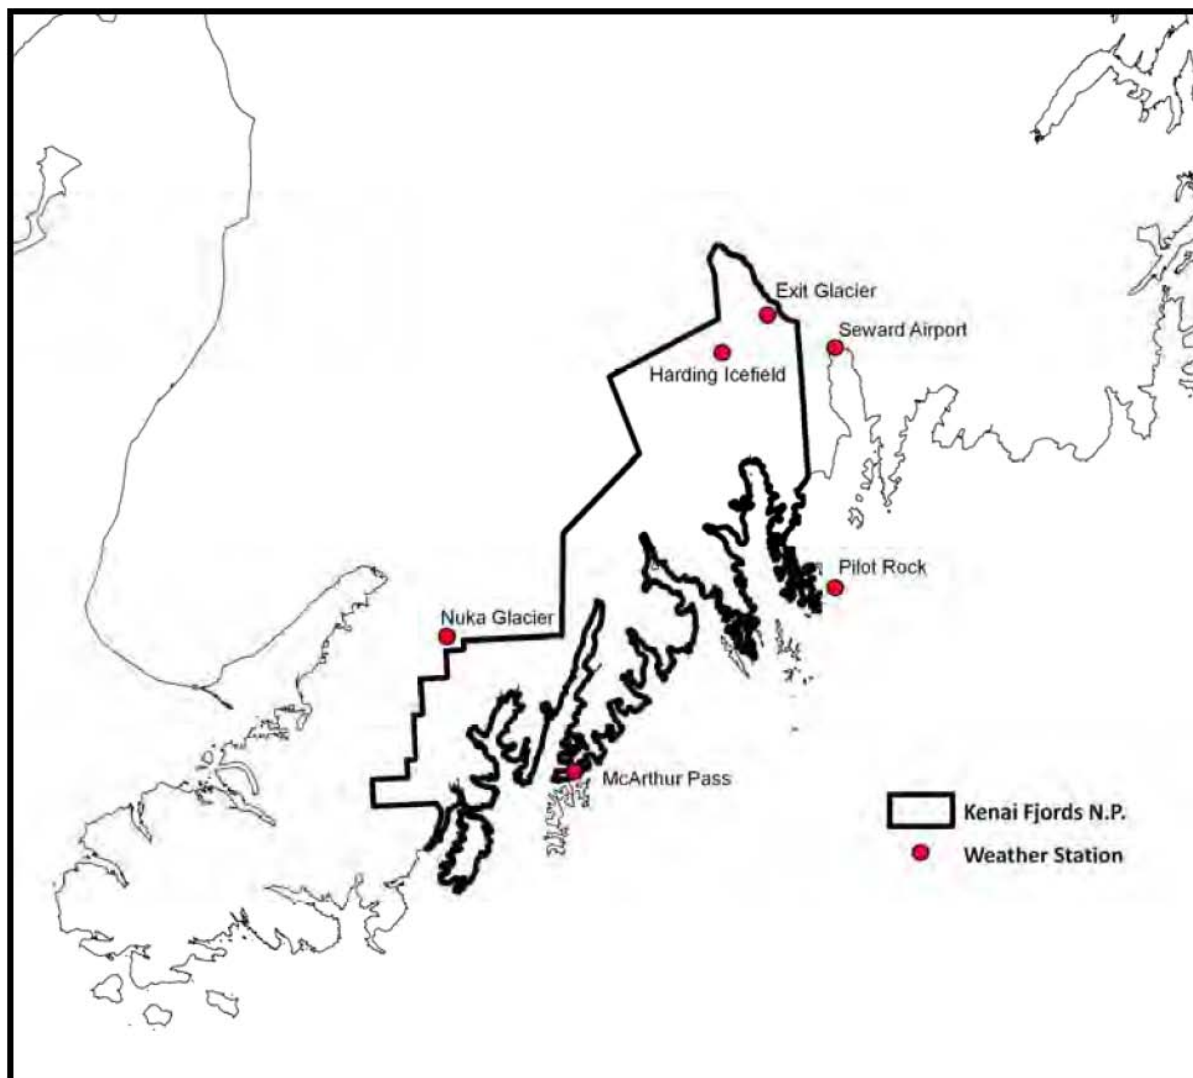 Exit Glacier
Seward Airport
Harding Icefield
Pilot Rock
Nuka Glacier
McArthur Pass
Kenai Fjords N.P.
Weather Station